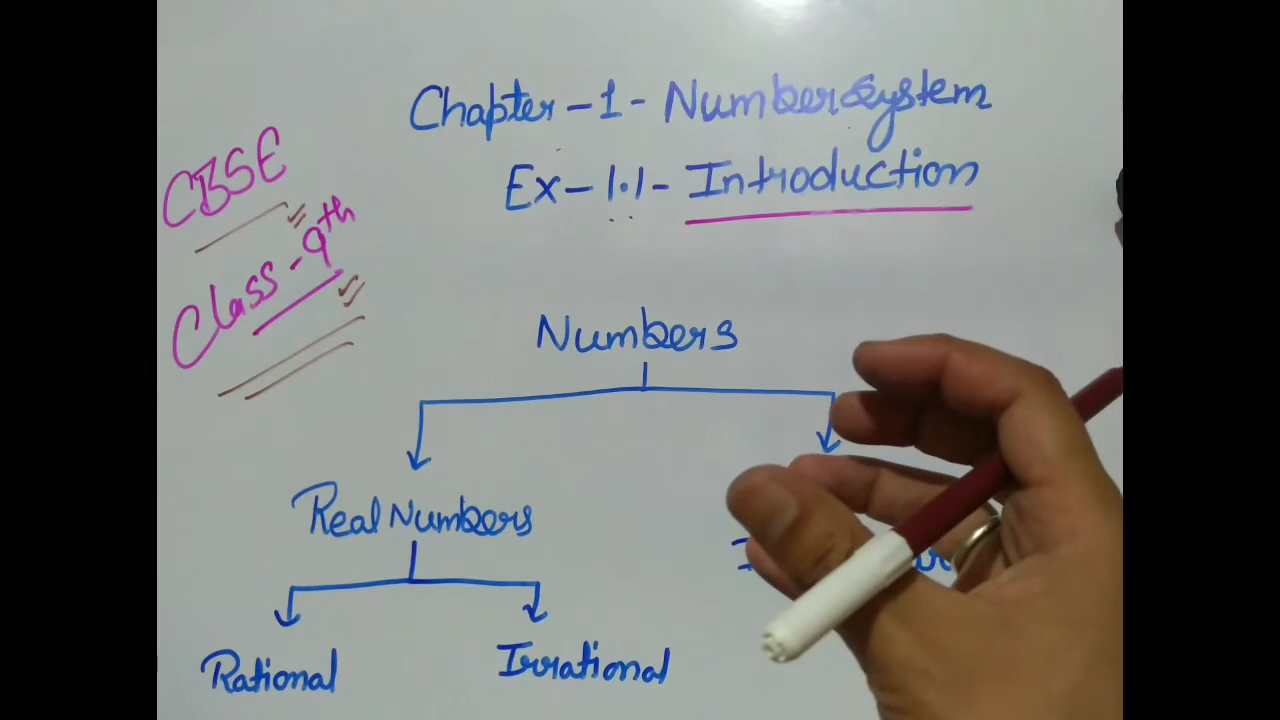 Chapter - 1 - Number System
Ex - 1.1 - Introduction
CBSE
Class - 9th
Numbers
Real Numbers
Rational
Irrational